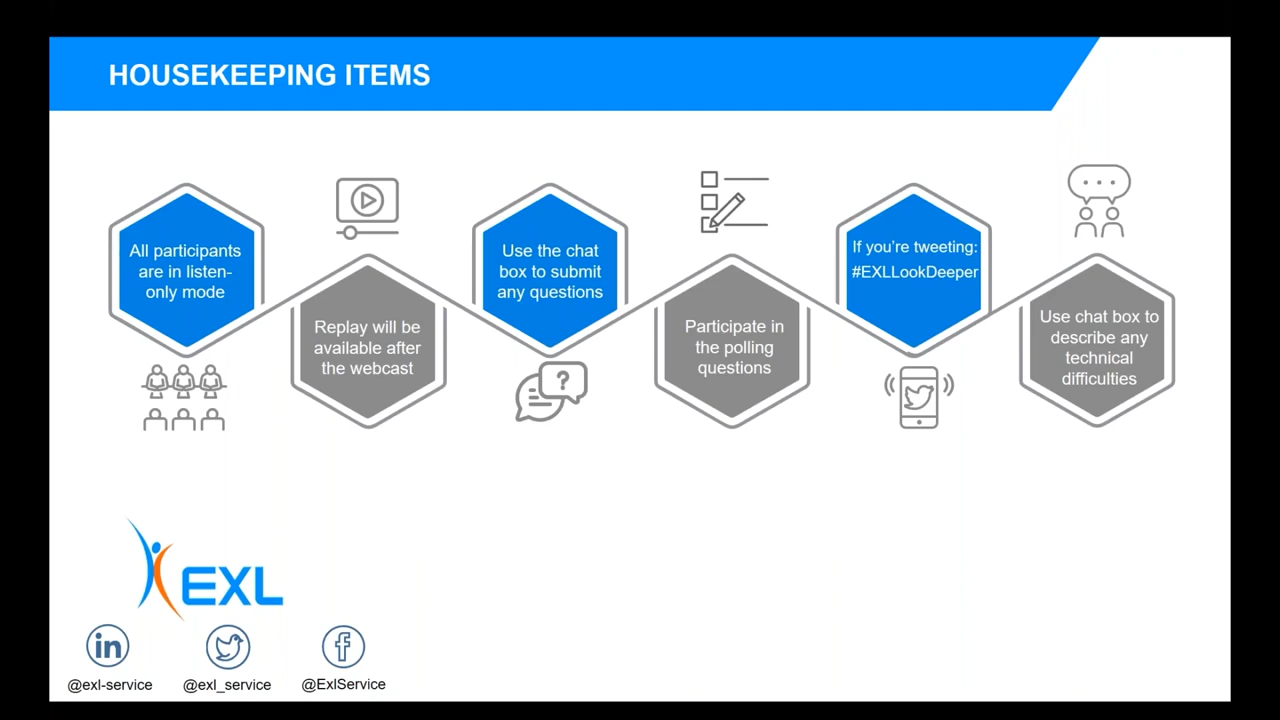 HOUSEKEEPING ITEMS
All participants
are in listen-
only mode
Replay will be
available after
the webcast
Use the chat
box to submit
any questions
?
Participate in
the polling
questions
If you’re tweeting:
#EXLLookDeeper
Use chat box to
describe any
technical
difficulties
EXL
in
f
@exl-service
@exl_service
@ExlService